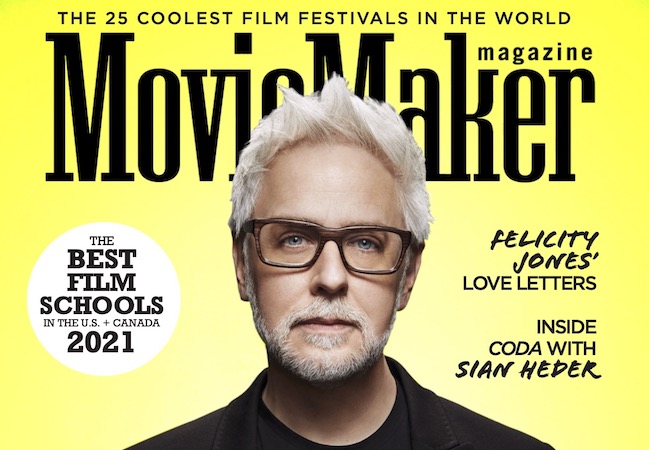 THE 25 COOLEST FILM FESTIVALS IN THE WORLD
MovieMaker
magazine
THE
BEST
FILM
SCHOOLS
IN THE U.S. + CANADA
2021
FELICITY
JONES'
LOVE LETTERS
INSIDE
CODA WITH
SIAN HEDER